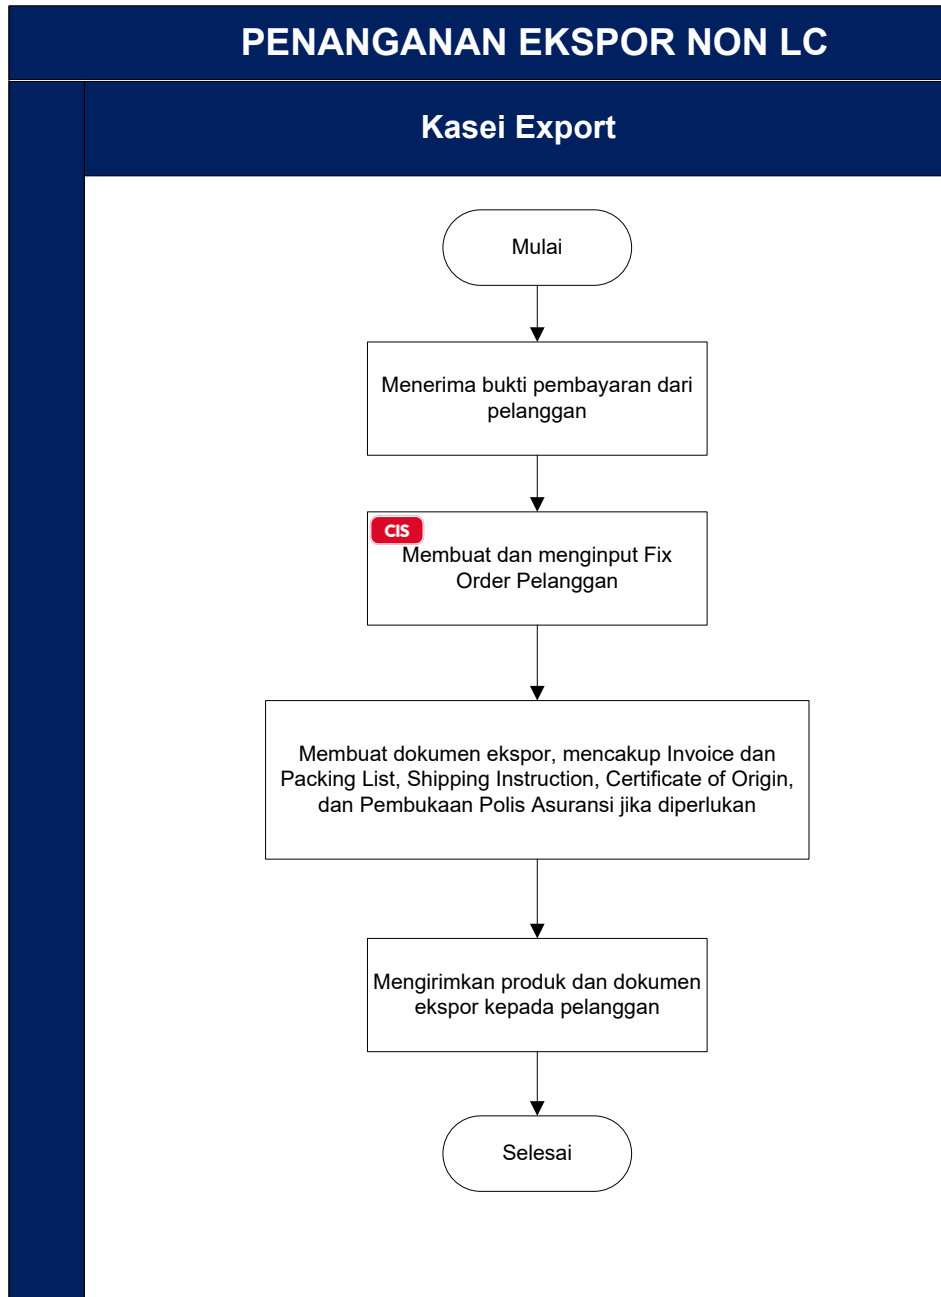 PENANGANAN EKSPOR NON LC
Kasei Export
Mulai
Menerima bukti pembayaran dari
pelanggan
CIS
Membuat dan menginput Fix
Order Pelanggan
Membuat dokumen ekspor, mencakup Invoice dan
Packing List, Shipping Instruction, Certificate of Origin,
dan Pembukaan Polis Asuransi jika diperlukan
Mengirimkan produk dan dokumen
ekspor kepada pelanggan
Selesai